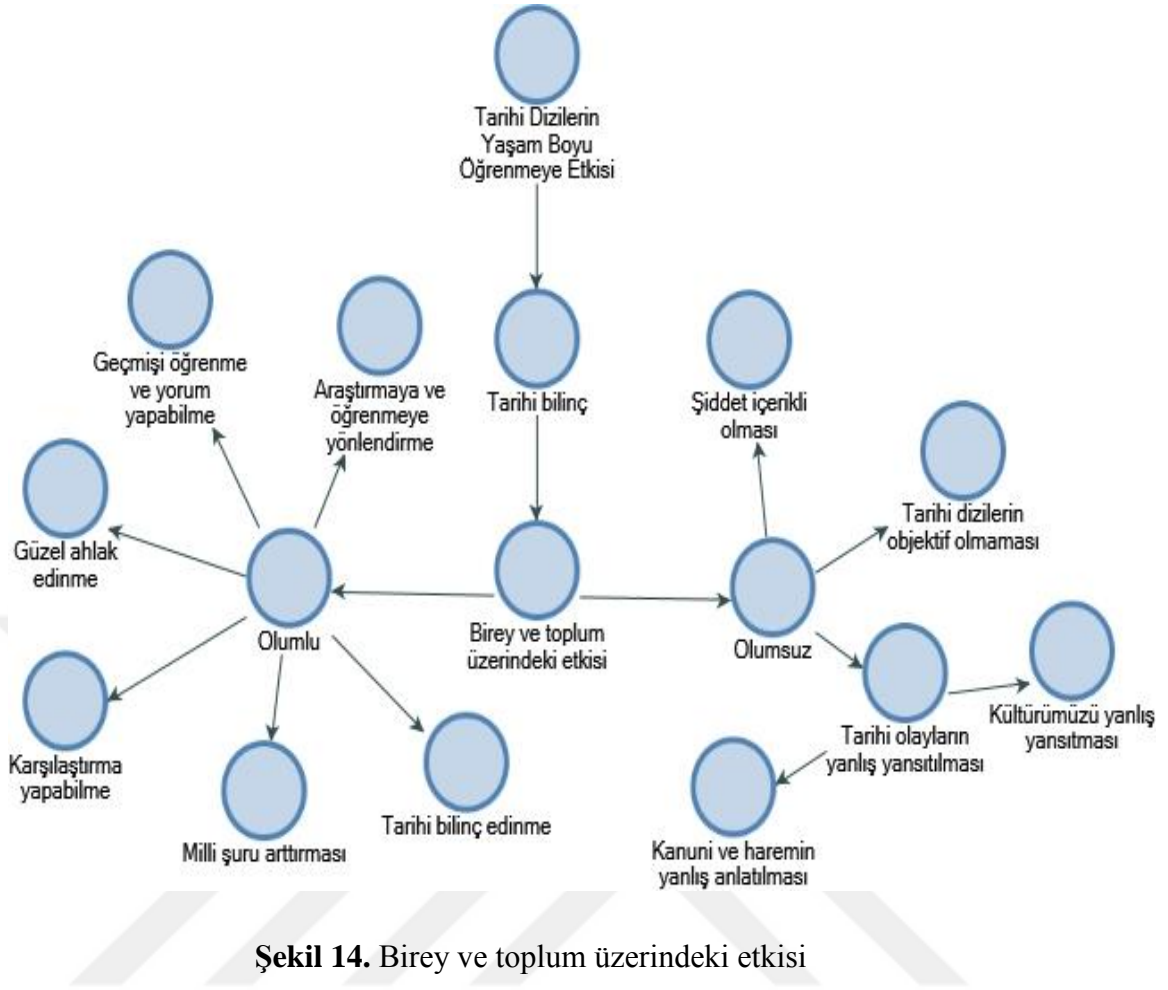 Tarihi Dizilerin
Yaşam Boyu
Öğrenmeye Etkisi
Geçmişi öğrenme
ve yorum
yapabilme
Araştırmaya ve
öğrenmeye
yönlendirme
Tarihi bilinç
Şiddet içerikli
olması
Tarihi dizilerin
objektif olmaması
Güzel ahlak
edinme
Olumlu
Birey ve toplum
üzerindeki etkisi
Olumsuz
Kültürümüzü yanlış
yansıtması
Tarihi olayların
yanlış yansıtılması
Karşılaştırma
yapabilme
Milli şuru arttırması
Tarihi bilinç edinme
Kanuni ve haremin
yanlış anlatılması
Şekil 14. Birey ve toplum üzerindeki etkisi